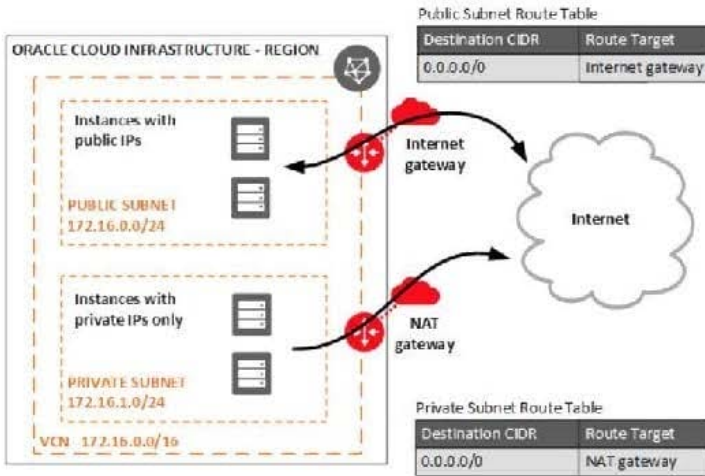 Public Subnet Route Table
Destination CIDR Route Target
0.0.0.0/0 Internet gateway
ORACLE CLOUD INFRASTRUCTURE - REGION
Instances with
public IPs
PUBLIC SUBNET
172.16.0.0/24
Internet
gateway
Internet
Instances with
private IPs only
PRIVATE SUBNET
172.16.1.0/24
NAT
gateway
VCN 172.16.0.0/16
Private Subnet Route Table
Destination CIDR Route Target
0.0.0.0/0 NAT gateway